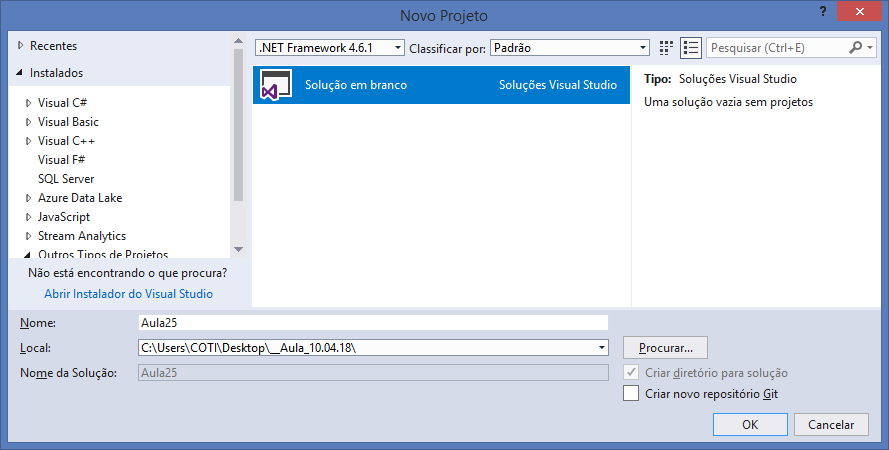 Novo Projeto
?
Recentes
Instalados
Visual C#
Visual Basic
Visual C++
Visual F#
SQL Server
Azure Data Lake
JavaScript
Stream Analytics
Outros Tipos de Projetos
Não está encontrando o que procura?
Abrir Instalador do Visual Studio
.NET Framework 4.6.1 Classificar por: Padrão
Pesquisar (Ctrl+E)
Solução em branco Soluções Visual Studio
Tipo: Soluções Visual Studio
Uma solução vazia sem projetos
Nome: Aula25
Local: C:\Users\COTI\Desktop\__Aula_10.04.18\ Procurar...
Nome da Solução: Aula25
Criar diretório para solução
Criar novo repositório Git
OK Cancelar